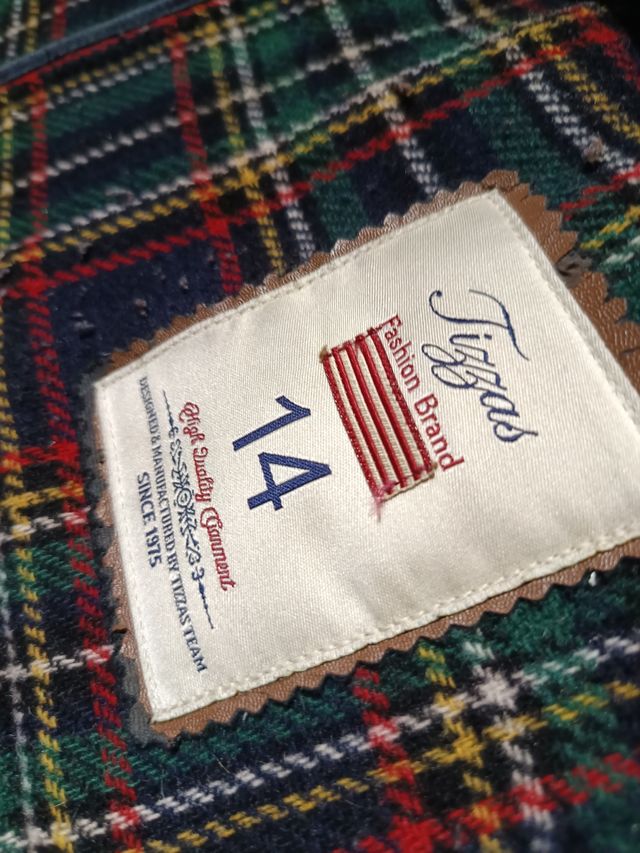 Tizzas
Fashion Brand
14
High Quality Garment
DESIGNED & MANUFACTURED BY TIZZAS TEAM
SINCE 1975